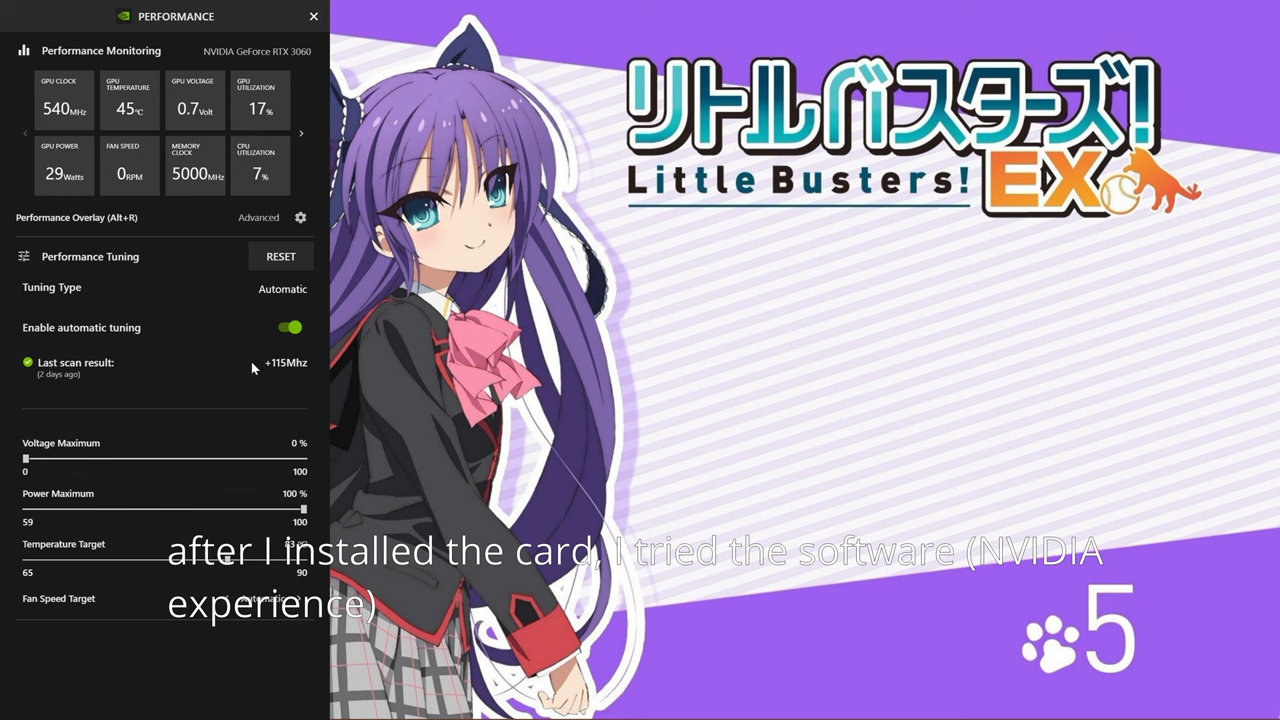 PERFORMANCE
Performance Monitoring
NVIDIA GeForce RTX 3060
GPU CLOCK
540MHz
GPU TEMPERATURE
45°C
GPU VOLTAGE
0.7Volt
GPU UTILIZATION
17%
GPU POWER
29Watts
FAN SPEED
0RPM
MEMORY CLOCK
5000MHz
CPU UTILIZATION
7%
Performance Overlay (Alt+R)
Advanced
Performance Tuning
RESET
Tuning Type
Automatic
Enable automatic tuning
Last scan result:
+115Mhz
(2 days ago)
Voltage Maximum
0 %
0
100
Power Maximum
100 %
59
100
Temperature Target
65
90
Fan Speed Target
after I installed the card, I tried the software (NVIDIA
experience)
リトルバスターズ!
Little Busters!
EX
5